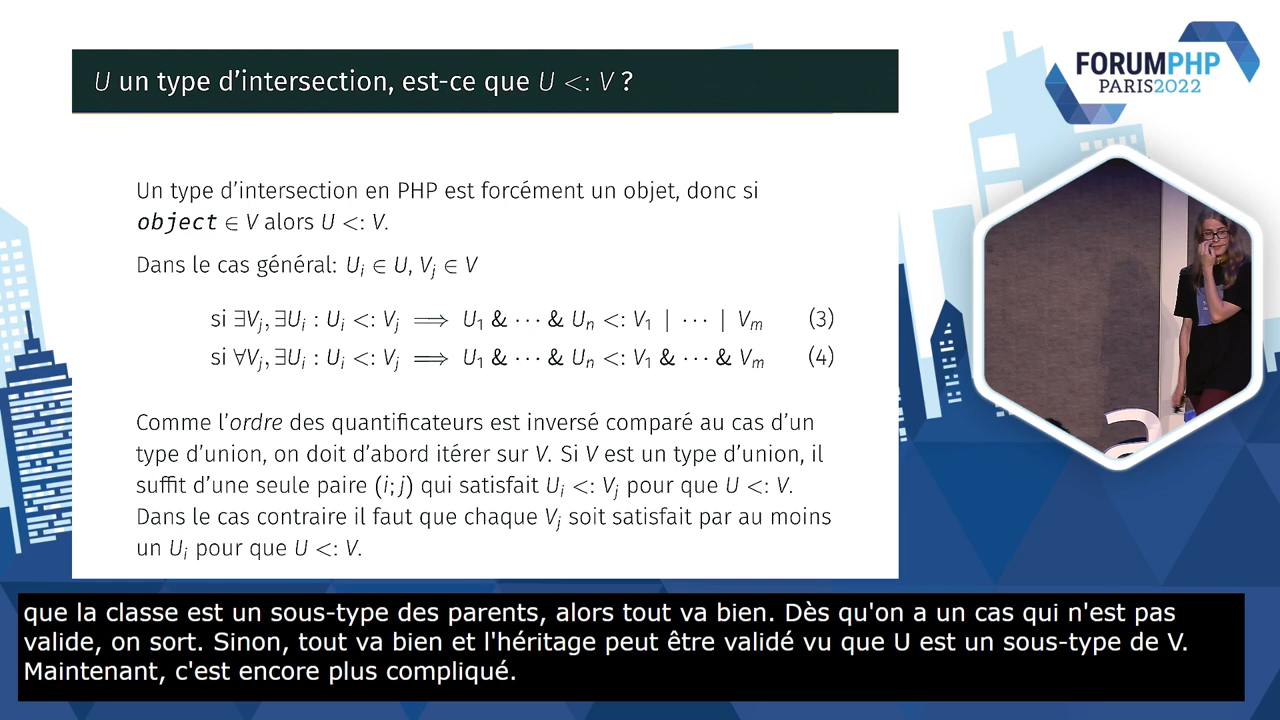 U un type d'intersection, est-ce que U <: V ?
FORUMPHP
PARIS2022
Un type d'intersection en PHP est forcément un objet, donc si
object ∈ V alors U <: V.
Dans le cas général: Uᵢ ∈ U, Vⱼ ∈ V
si ∃Vⱼ, ∃Uᵢ : Uᵢ <: Vⱼ ⟹ U₁ & ⋯ & Uₙ <: V₁ | ⋯ | Vₘ (3)
si ∀Vⱼ, ∃Uᵢ : Uᵢ <: Vⱼ ⟹ U₁ & ⋯ & Uₙ <: V₁ & ⋯ & Vₘ (4)
Comme l'ordre des quantificateurs est inversé comparé au cas d'un
type d'union, on doit d'abord itérer sur V. Si V est un type d'union, il
suffit d'une seule paire (i; j) qui satisfait Uᵢ <: Vⱼ pour que U <: V.
Dans le cas contraire il faut que chaque Vⱼ soit satisfait par au moins
un Uᵢ pour que U <: V.
que la classe est un sous-type des parents, alors tout va bien. Dès qu'on a un cas qui n'est pas
valide, on sort. Sinon, tout va bien et l'héritage peut être validé vu que U est un sous-type de V.
Maintenant, c'est encore plus compliqué.